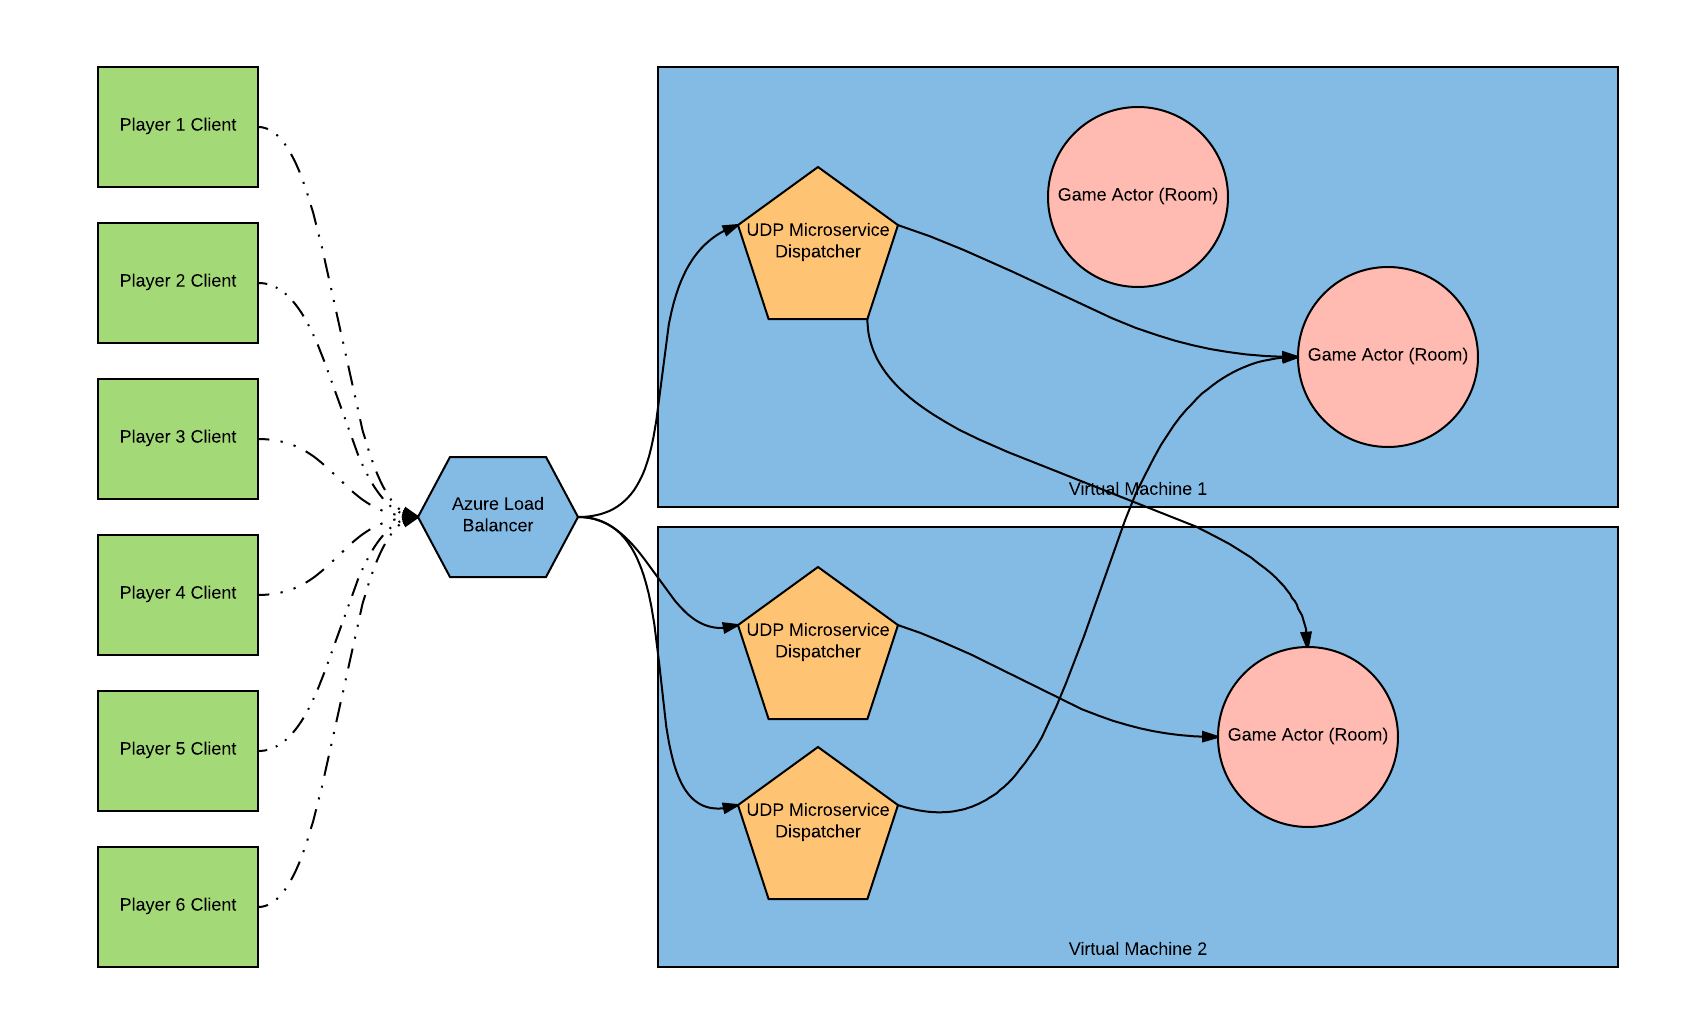 Player 1 Client
Player 2 Client
Player 3 Client
Player 4 Client
Player 5 Client
Player 6 Client
Azure Load
Balancer
UDP Microservice
Dispatcher
Game Actor (Room)
Game Actor (Room)
Virtual Machine 1
UDP Microservice
Dispatcher
UDP Microservice
Dispatcher
Game Actor (Room)
Virtual Machine 2